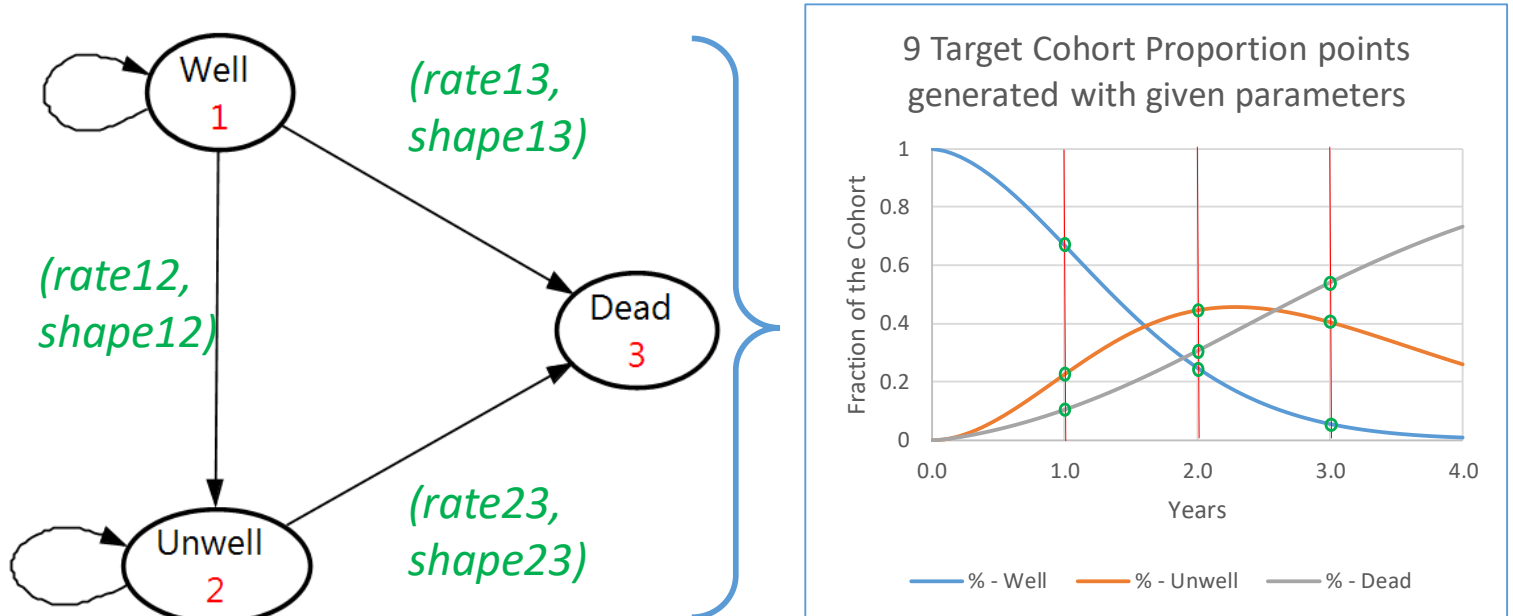 Well
1
(rate13,
shape13)
(rate12,
shape12)
Dead
3
(rate23,
shape23)
Unwell
2
9 Target Cohort Proportion points
generated with given parameters
Fraction of the Cohort
1
0.8
0.6
0.4
0.2
0
0.0 1.0 2.0 3.0 4.0
Years
% - Well % - Unwell % - Dead